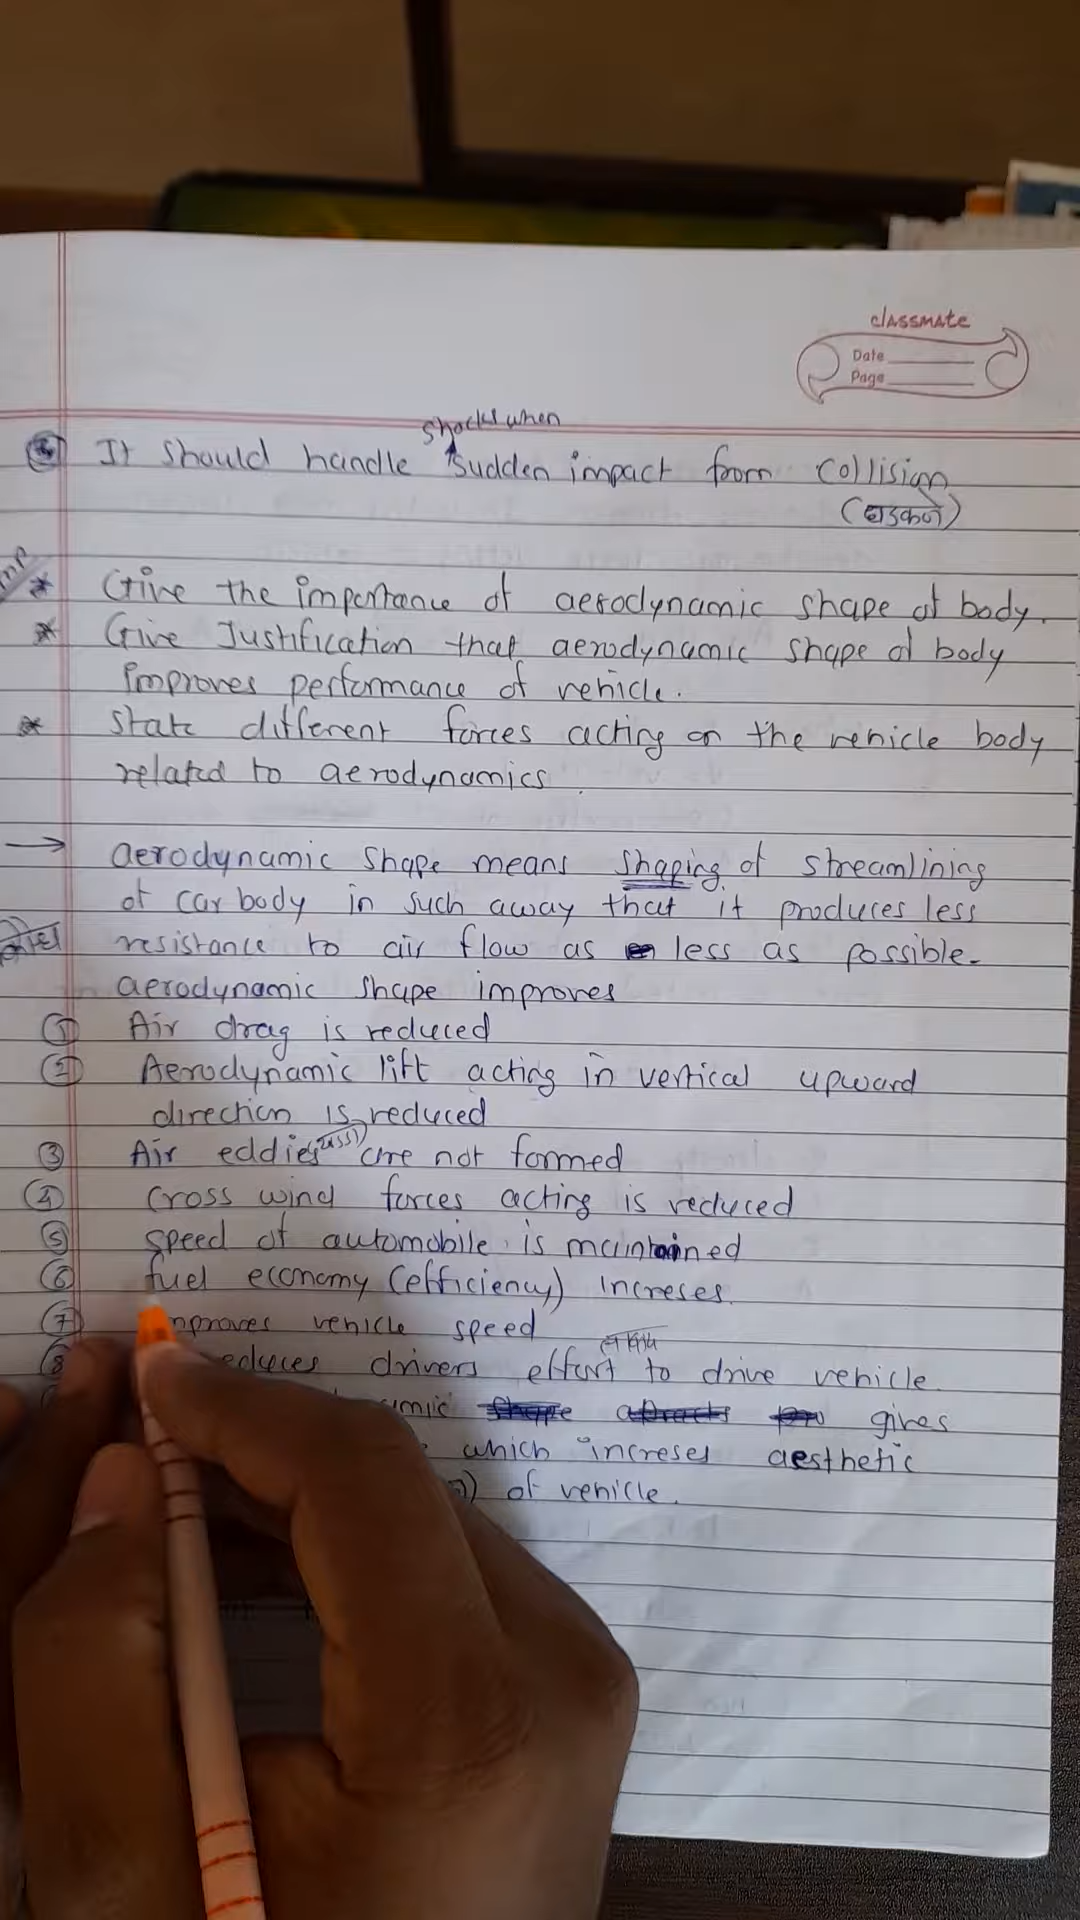 classmate
Date
Page
shocks when
It should handle sudden impact from collision
(धडकणे)
Imp
* Give the importance of aerodynamic shape of body.
* Give Justification that aerodynamic shape of body
improves performance of vehicle.
* State different forces acting on the vehicle body
related to aerodynamics.
→ aerodynamic shape means shaping of streamlining
of car body in such away that it produces less
resistance to air flow as less as possible.
aerodynamic shape improves
① Air drag is reduced
② Aerodynamic lift acting in vertical upward
direction is reduced
③ Air eddies are not formed
④ cross wind forces acting is reduced
⑤ speed of automobile is maintained
⑥ fuel economy (efficiency) increses.
⑦ mproves vehicle speed
⑧ educes drivers effort to drive vehicle.
mic gives
which increses aesthetic
of vehicle.